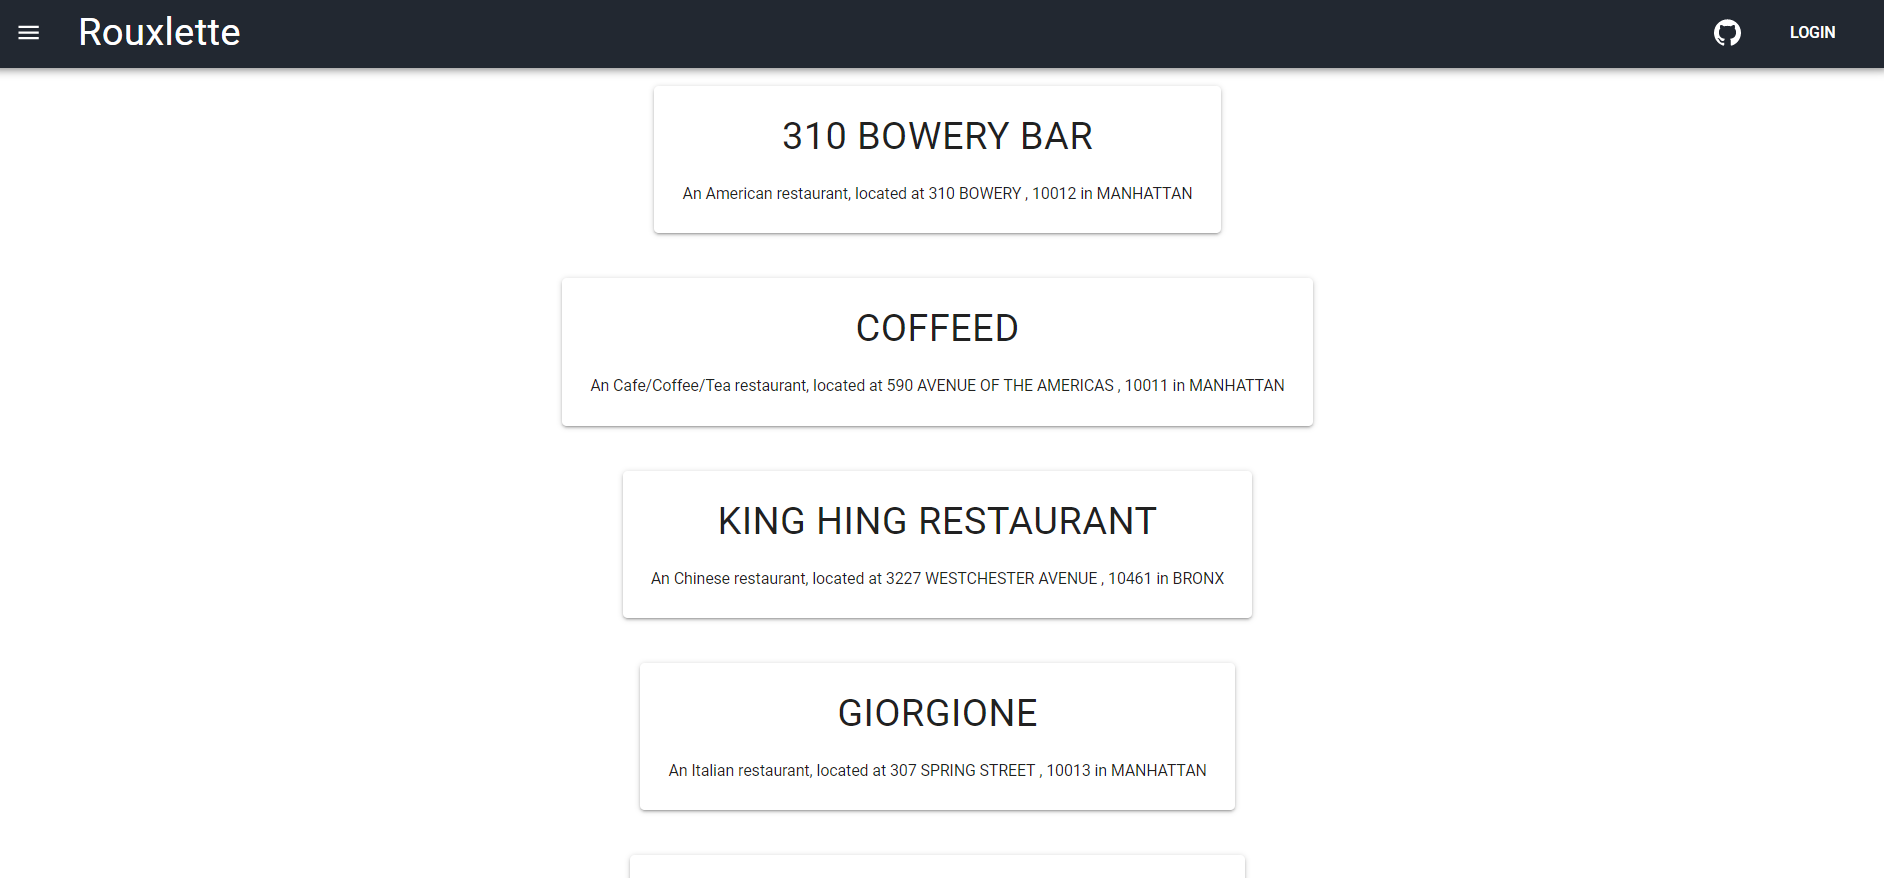 Rouxlette
LOGIN
310 BOWERY BAR
An American restaurant, located at 310 BOWERY , 10012 in MANHATTAN
COFFEED
An Cafe/Coffee/Tea restaurant, located at 590 AVENUE OF THE AMERICAS , 10011 in MANHATTAN
KING HING RESTAURANT
An Chinese restaurant, located at 3227 WESTCHESTER AVENUE , 10461 in BRONX
GIORGIONE
An Italian restaurant, located at 307 SPRING STREET , 10013 in MANHATTAN